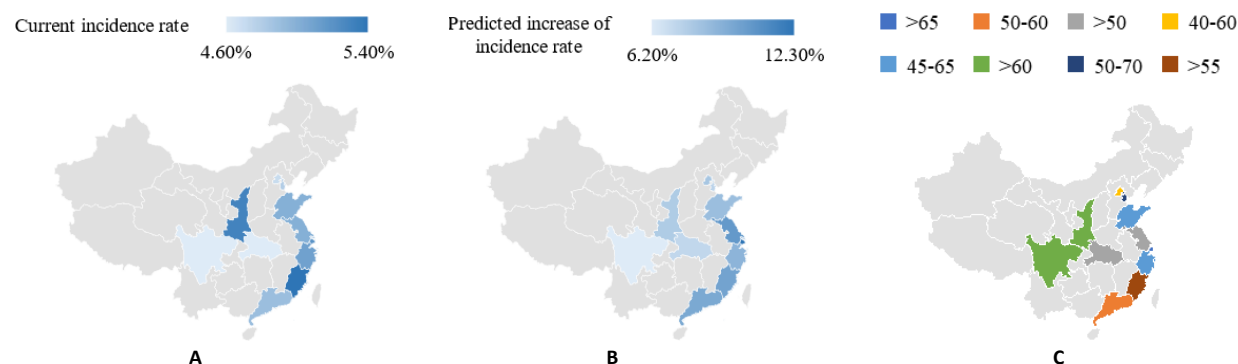 Current incidence rate
4.60%
5.40%
Predicted increase of
incidence rate
6.20%
12.30%
>65
50-60
>50
40-60
45-65
>60
50-70
>55
A
B
C